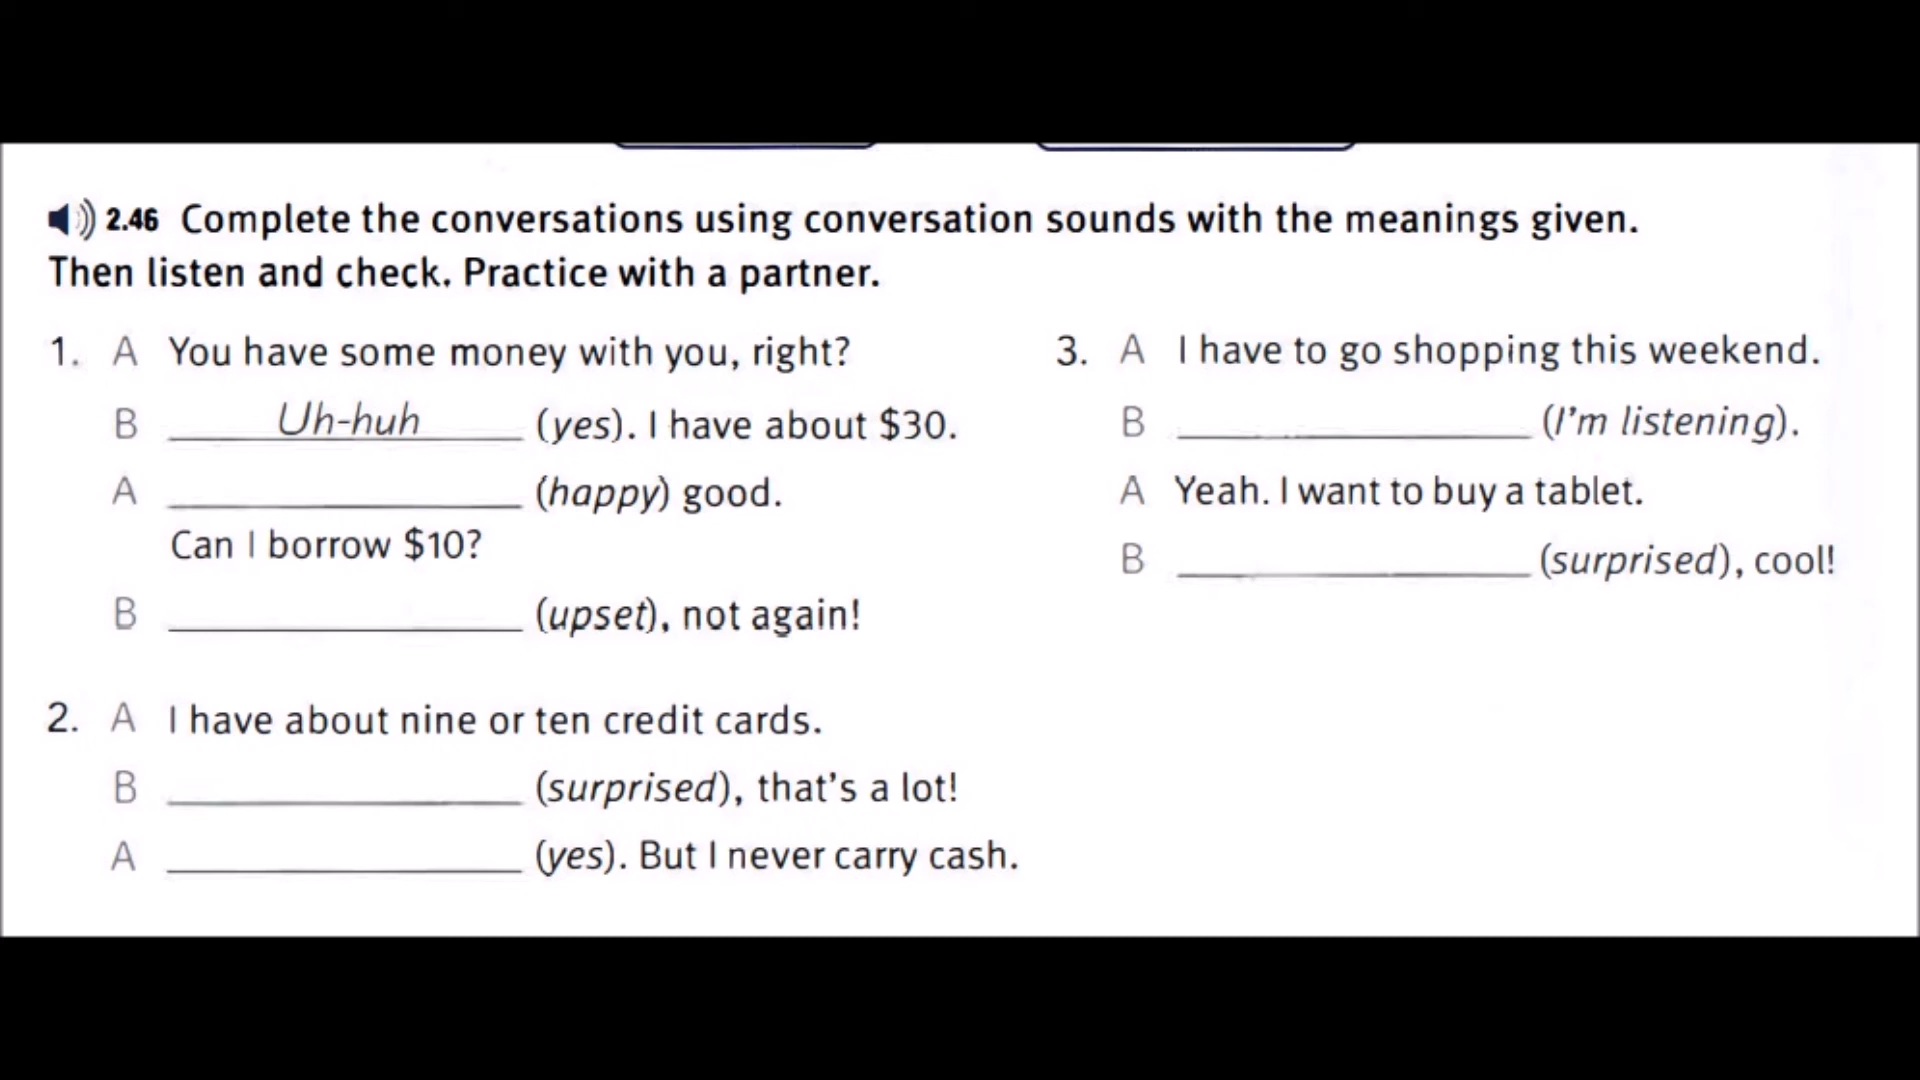 2.46 Complete the conversations using conversation sounds with the meanings given.
Then listen and check. Practice with a partner.
1. A You have some money with you, right?
B Uh-huh (yes). I have about $30.
A (happy) good.
Can I borrow $10?
B (upset), not again!
2. A I have about nine or ten credit cards.
B (surprised), that's a lot!
A (yes). But I never carry cash.
3. A I have to go shopping this weekend.
B (I'm listening).
A Yeah. I want to buy a tablet.
B (surprised), cool!